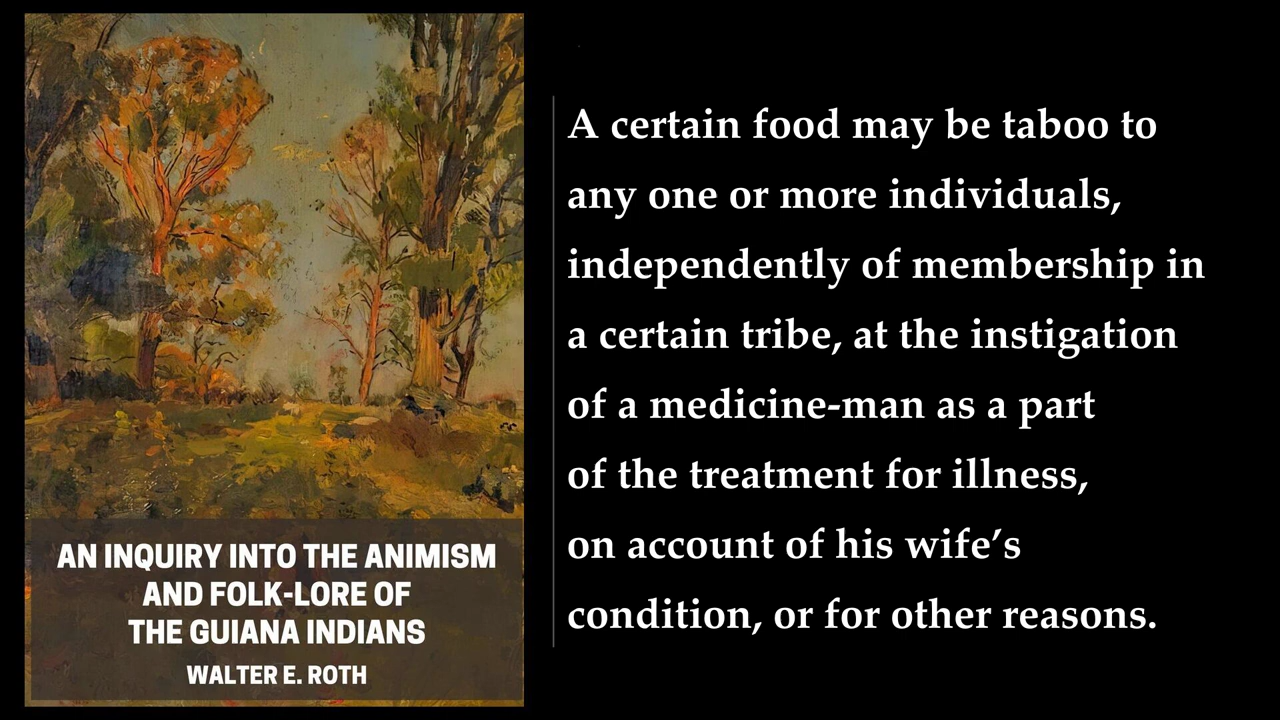 AN INQUIRY INTO THE ANIMISM
AND FOLK-LORE OF
THE GUIANA INDIANS
WALTER E. ROTH
A certain food may be taboo to
any one or more individuals,
independently of membership in
a certain tribe, at the instigation
of a medicine-man as a part
of the treatment for illness,
on account of his wife’s
condition, or for other reasons.